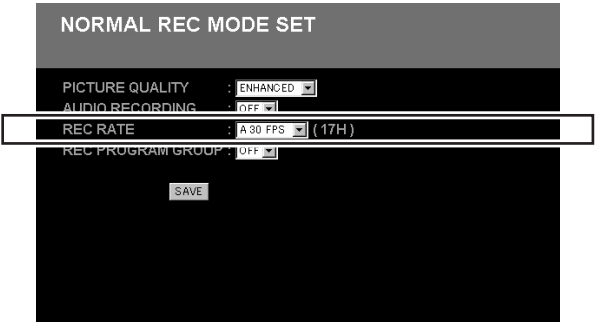 NORMAL REC MODE SET
PICTURE QUALITY : ENHANCED
AUDIO RECORDING : OFF
REC RATE : A 30 FPS ( 17H )
REC PROGRAM GROUP : OFF
SAVE